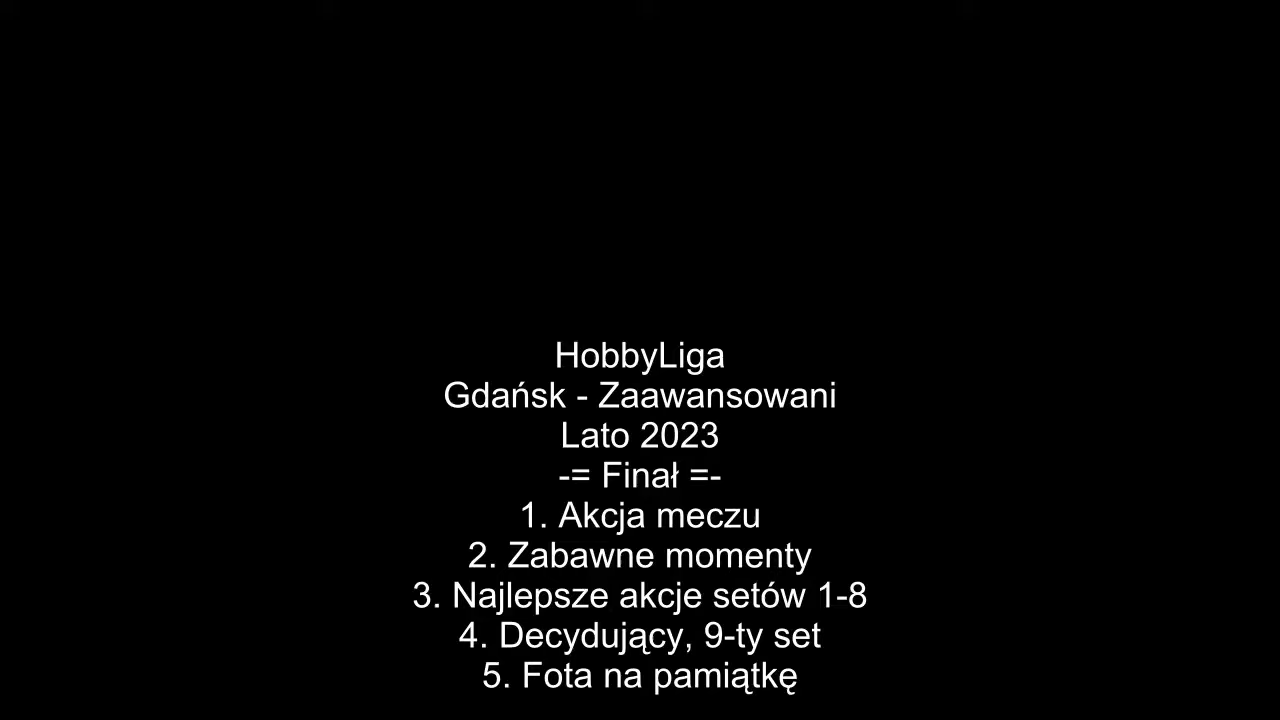 HobbyLiga
Gdańsk - Zaawansowani
Lato 2023
-= Finał =-
1. Akcja meczu
2. Zabawne momenty
3. Najlepsze akcje setów 1-8
4. Decydujący, 9-ty set
5. Fota na pamiątkę